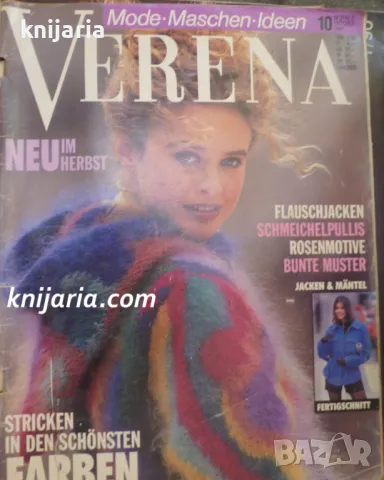 knijaria
Mode·Maschen·Ideen
10
VERENA
NEU IM
HERBST
FLAUSCHJACKEN
SCHMEICHELPULLIS
ROSENMOTIVE
BUNTE MUSTER
JACKEN & MÄNTEL
knijaria.com
FERTIGSCHNITT
STRICKEN
IN DEN SCHÖNSTEN
FARBEN
BAZAR